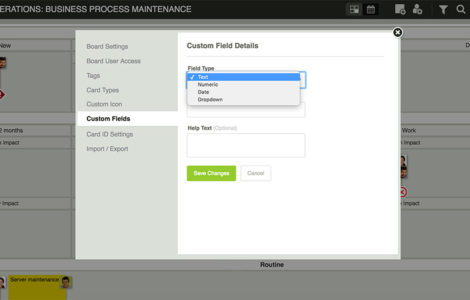 ERATIONS: BUSINESS PROCESS MAINTENANCE
New
D
Board Settings
Board User Access
Tags
Card Types
Custom Icon
Custom Fields
Card ID Settings
Import / Export
Custom Field Details
Field Type
✓ Text
Numeric
Date
Dropdown
Help Text (Optional)
Save Changes
Cancel
2 months
Work
Impact
Impact
Impact
Impact
Routine
Server maintenance